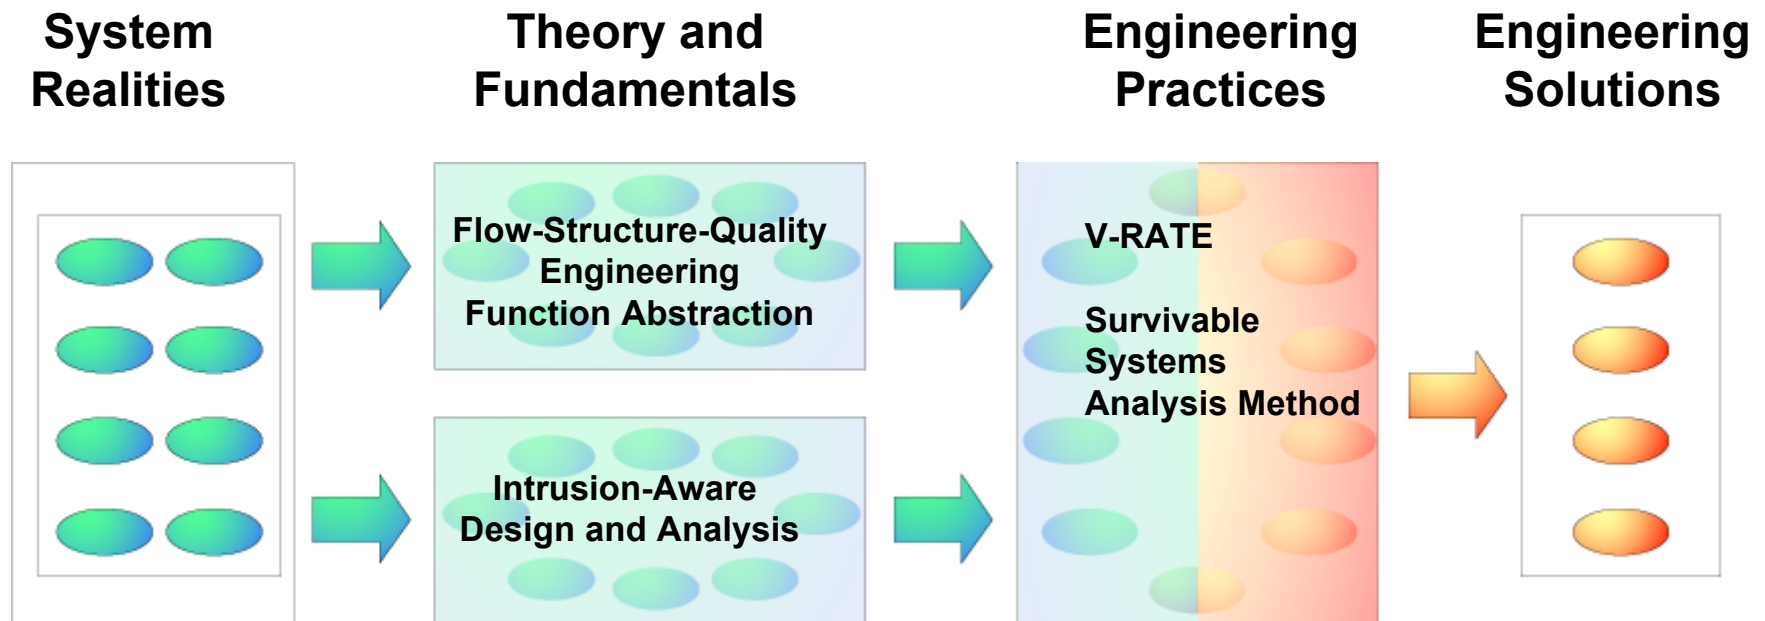 System
Realities
Theory and
Fundamentals
Engineering
Practices
Engineering
Solutions
Flow-Structure-Quality
Engineering
Function Abstraction
Intrusion-Aware
Design and Analysis
V-RATE
Survivable
Systems
Analysis Method